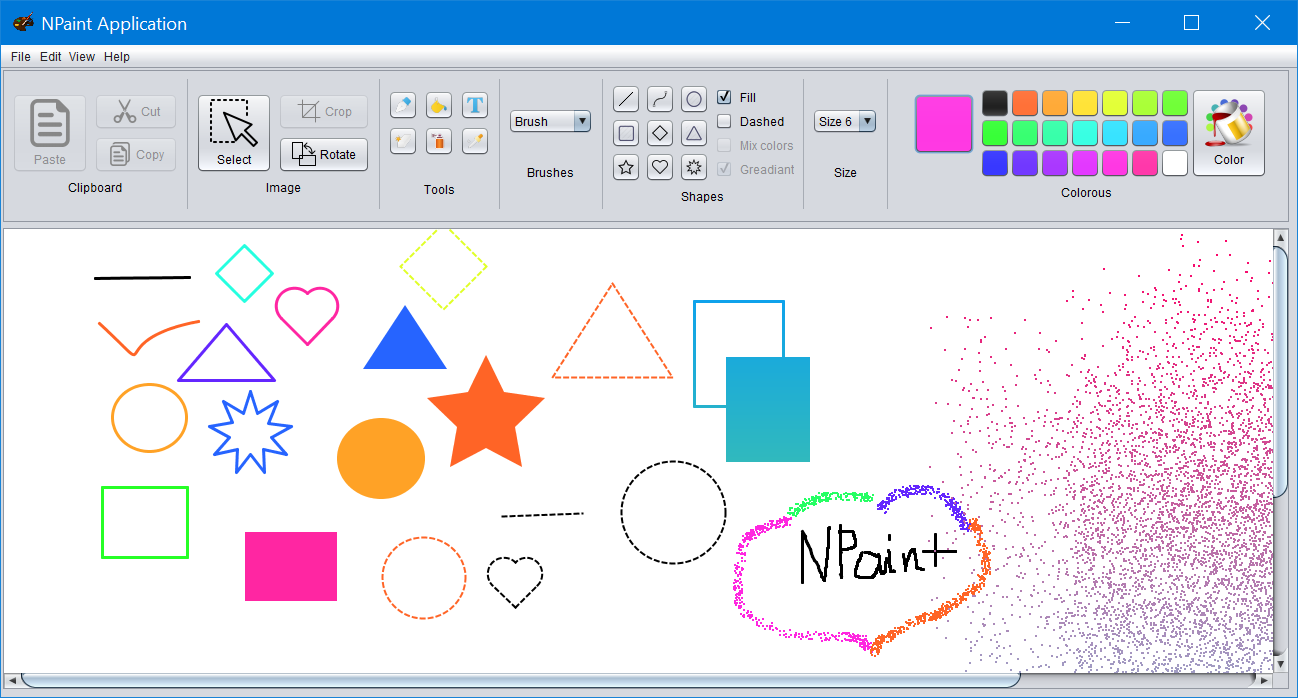 NPaint Application
File Edit View Help
Paste
Cut
Copy
Clipboard
Select
Crop
Rotate
Image
T
Tools
Brush
Brushes
Fill
Dashed
Mix colors
Greadiant
Shapes
Size 6
Size
Color
Colorous
NPaint